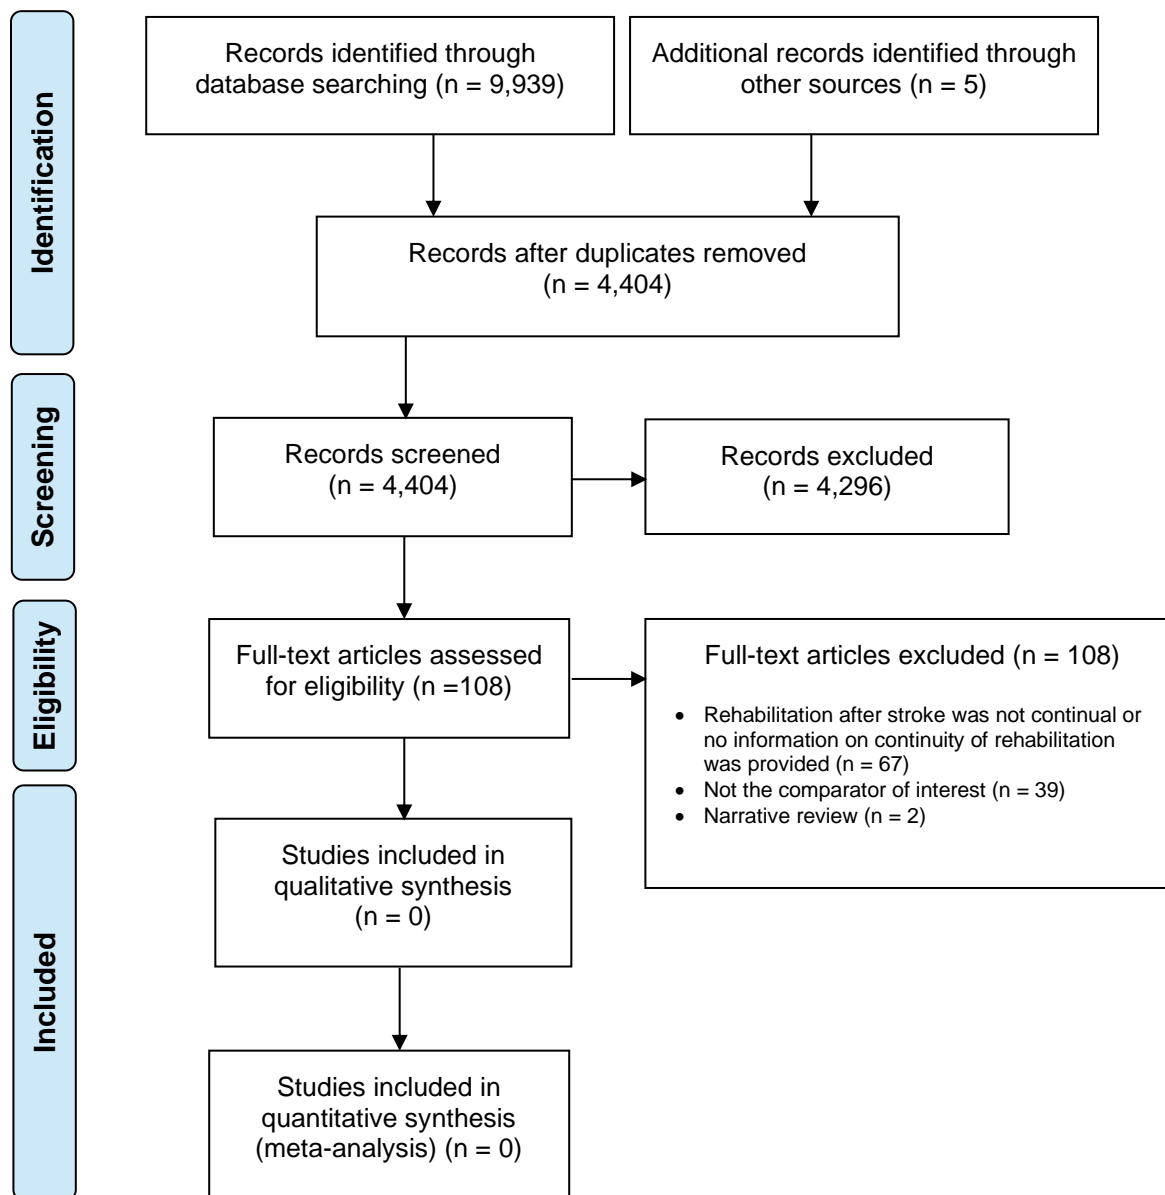 Identification
Records identified through
database searching (n = 9,939)
Additional records identified through
other sources (n = 5)
Records after duplicates removed
(n = 4,404)
Screening
Records screened
(n = 4,404)
Records excluded
(n = 4,296)
Eligibility
Full-text articles assessed
for eligibility (n =108)
Full-text articles excluded (n = 108)
• Rehabilitation after stroke was not continual or
no information on continuity of rehabilitation
was provided (n = 67)
• Not the comparator of interest (n = 39)
• Narrative review (n = 2)
Included
Studies included in
qualitative synthesis
(n = 0)
Studies included in
quantitative synthesis
(meta-analysis) (n = 0)